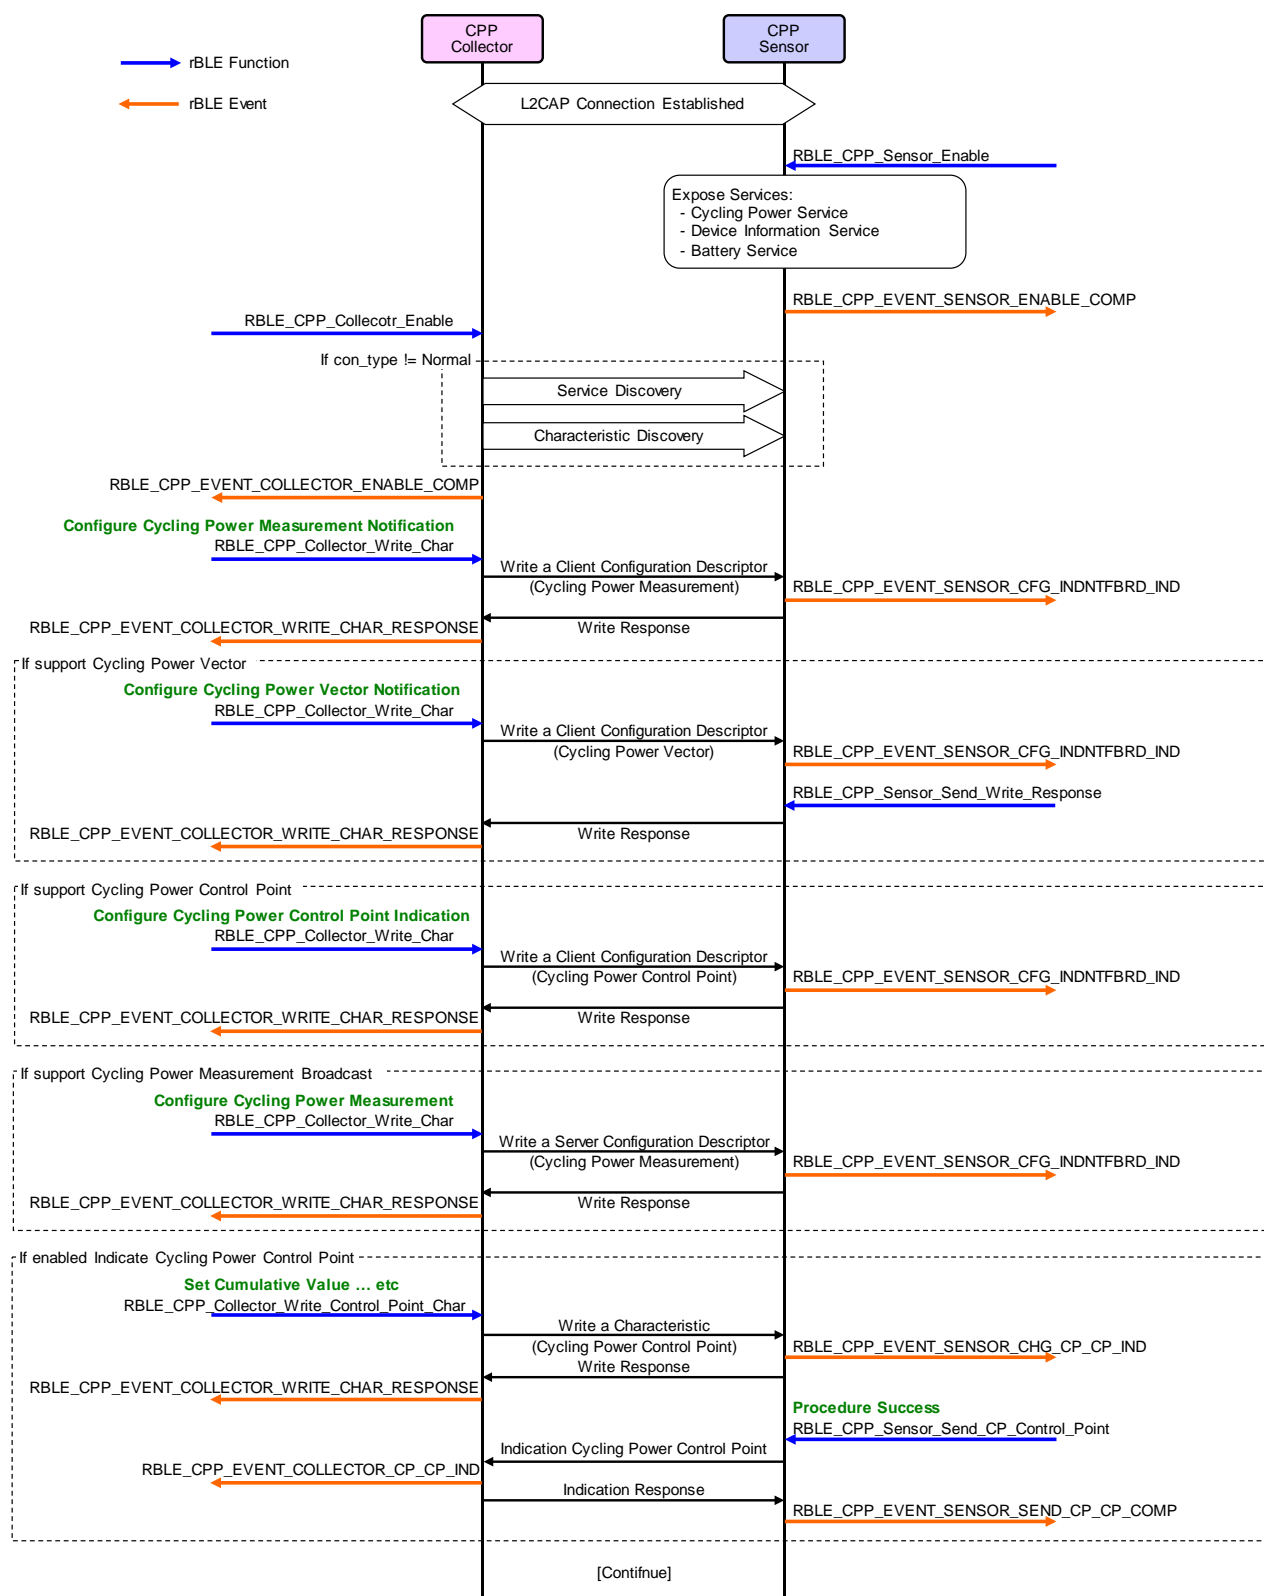 CPP
Collector
CPP
Sensor
rBLE Function
rBLE Event
L2CAP Connection Established
RBLE_CPP_Sensor_Enable
Expose Services:
- Cycling Power Service
- Device Information Service
- Battery Service
RBLE_CPP_EVENT_SENSOR_ENABLE_COMP
RBLE_CPP_Collecotr_Enable
If con_type != Normal
Service Discovery
Characteristic Discovery
RBLE_CPP_EVENT_COLLECTOR_ENABLE_COMP
Configure Cycling Power Measurement Notification
RBLE_CPP_Collector_Write_Char
Write a Client Configuration Descriptor
(Cycling Power Measurement)
RBLE_CPP_EVENT_SENSOR_CFG_INDNTFBRD_IND
Write Response
RBLE_CPP_EVENT_COLLECTOR_WRITE_CHAR_RESPONSE
If support Cycling Power Vector
Configure Cycling Power Vector Notification
RBLE_CPP_Collector_Write_Char
Write a Client Configuration Descriptor
(Cycling Power Vector)
RBLE_CPP_EVENT_SENSOR_CFG_INDNTFBRD_IND
RBLE_CPP_Sensor_Send_Write_Response
Write Response
RBLE_CPP_EVENT_COLLECTOR_WRITE_CHAR_RESPONSE
If support Cycling Power Control Point
Configure Cycling Power Control Point Indication
RBLE_CPP_Collector_Write_Char
Write a Client Configuration Descriptor
(Cycling Power Control Point)
RBLE_CPP_EVENT_SENSOR_CFG_INDNTFBRD_IND
Write Response
RBLE_CPP_EVENT_COLLECTOR_WRITE_CHAR_RESPONSE
If support Cycling Power Measurement Broadcast
Configure Cycling Power Measurement
RBLE_CPP_Collector_Write_Char
Write a Server Configuration Descriptor
(Cycling Power Measurement)
RBLE_CPP_EVENT_SENSOR_CFG_INDNTFBRD_IND
Write Response
RBLE_CPP_EVENT_COLLECTOR_WRITE_CHAR_RESPONSE
If enabled Indicate Cycling Power Control Point
Set Cumulative Value ... etc
RBLE_CPP_Collector_Write_Control_Point_Char
Write a Characteristic
(Cycling Power Control Point)
RBLE_CPP_EVENT_SENSOR_CHG_CP_CP_IND
Write Response
RBLE_CPP_EVENT_COLLECTOR_WRITE_CHAR_RESPONSE
Procedure Success
RBLE_CPP_Sensor_Send_CP_Control_Point
Indication Cycling Power Control Point
RBLE_CPP_EVENT_COLLECTOR_CP_CP_IND
Indication Response
RBLE_CPP_EVENT_SENSOR_SEND_CP_CP_COMP
[Contifnue]